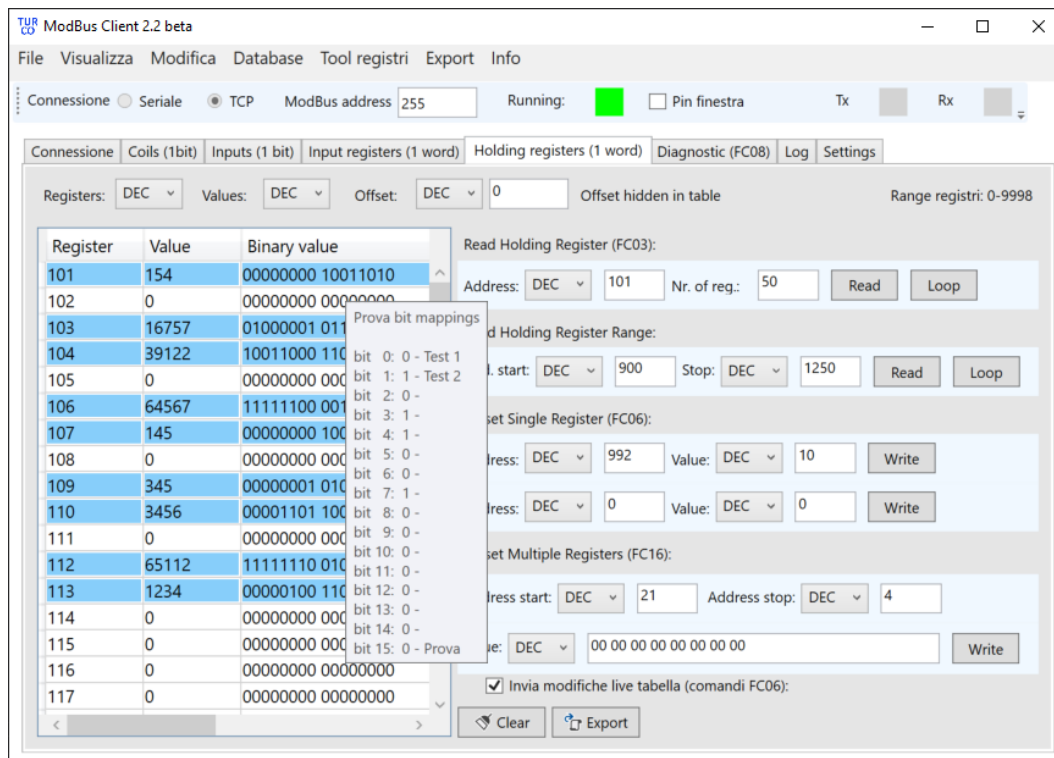 TUR
CO
ModBus Client 2.2 beta
File Visualizza Modifica Database Tool registri Export Info
Connessione Seriale TCP ModBus address 255 Running: Pin finestra Tx Rx
Connessione Coils (1bit) Inputs (1 bit) Input registers (1 word) Holding registers (1 word) Diagnostic (FC08) Log Settings
Registers: DEC Values: DEC Offset: DEC 0 Offset hidden in table Range registri: 0-9998
Register Value Binary value
101 154 00000000 10011010
102 0 00000000 00000000
103 16757 01000001 011
104 39122 10011000 110
105 0 00000000 000
106 64567 11111100 001
107 145 00000000 100
108 0 00000000 000
109 345 00000001 010
110 3456 00001101 100
111 0 00000000 000
112 65112 11111110 010
113 1234 00000100 110
114 0 00000000 000
115 0 00000000 000
116 0 00000000 00000000
117 0 00000000 00000000
Prova bit mappings
bit 0: 0 - Test 1
bit 1: 1 - Test 2
bit 2: 0 -
bit 3: 1 -
bit 4: 1 -
bit 5: 0 -
bit 6: 0 -
bit 7: 1 -
bit 8: 0 -
bit 9: 0 -
bit 10: 0 -
bit 11: 0 -
bit 12: 0 -
bit 13: 0 -
bit 14: 0 -
bit 15: 0 - Prova
Read Holding Register (FC03):
Address: DEC 101 Nr. of reg.: 50 Read Loop
d Holding Register Range:
. start: DEC 900 Stop: DEC 1250 Read Loop
set Single Register (FC06):
ress: DEC 992 Value: DEC 10 Write
ress: DEC 0 Value: DEC 0 Write
set Multiple Registers (FC16):
ress start: DEC 21 Address stop: DEC 4
ue: DEC 00 00 00 00 00 00 00 00 Write
Invia modifiche live tabella (comandi FC06):
Clear Export